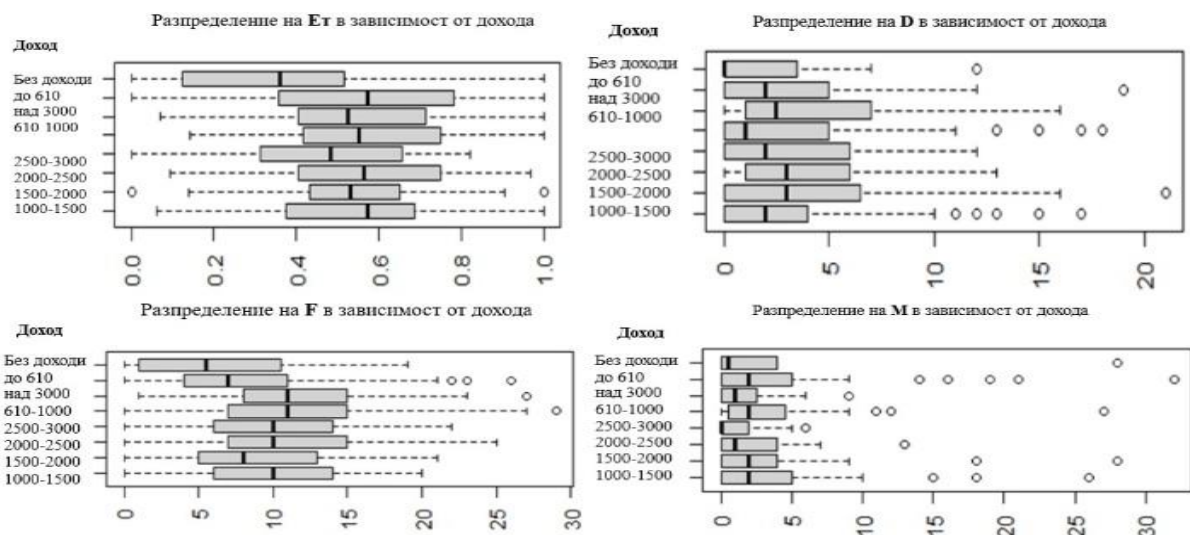 Разпределение на Ет в зависимост от дохода
Доход
Без доходи
до 610
над 3000
610-1000
2500-3000
2000-2500
1500-2000
1000-1500
0.0 0.2 0.4 0.6 0.8 1.0
Разпределение на D в зависимост от дохода
Доход
Без доходи
до 610
над 3000
610-1000
2500-3000
2000-2500
1500-2000
1000-1500
0 5 10 15 20
Разпределение на F в зависимост от дохода
Доход
Без доходи
до 610
над 3000
610-1000
2500-3000
2000-2500
1500-2000
1000-1500
0 5 10 15 20 25 30
Разпределение на М в зависимост от дохода
Доход
Без доходи
до 610
над 3000
610-1000
2500-3000
2000-2500
1500-2000
1000-1500
0 5 10 15 20 25 30